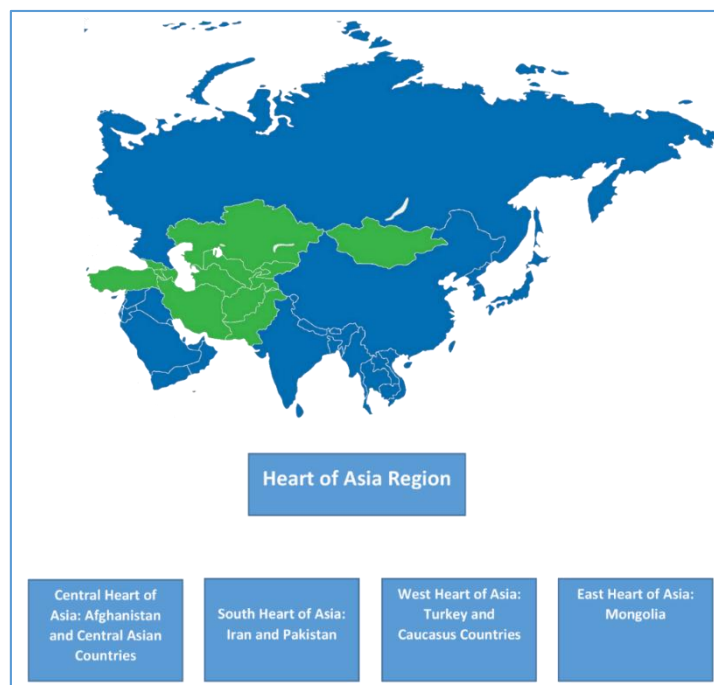 Heart of Asia Region
Central Heart of
Asia: Afghanistan
and Central Asian
Countries
South Heart of Asia:
Iran and Pakistan
West Heart of Asia:
Turkey and
Caucasus Countries
East Heart of Asia:
Mongolia